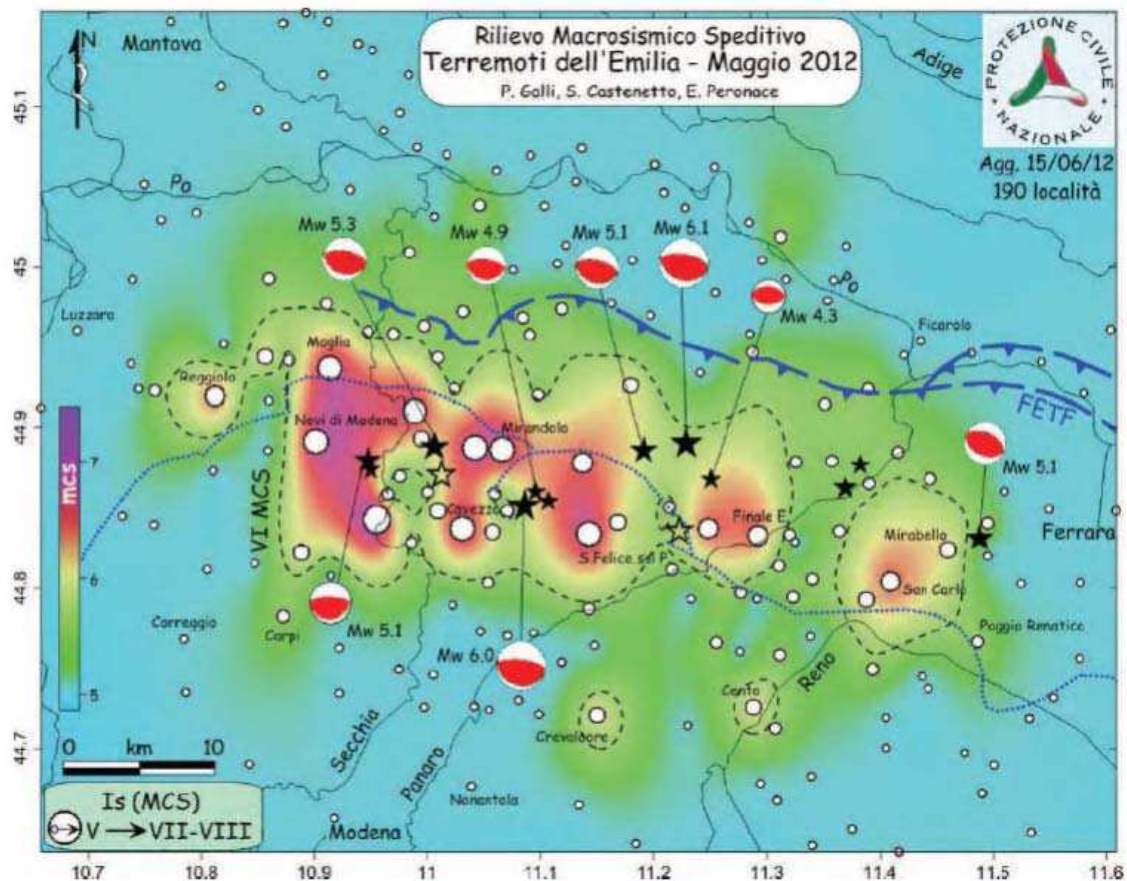 Rilievo Macrosismico Speditivo
Terremoti dell'Emilia - Maggio 2012
P. Galli, S. Castenetto, E. Peronace
PROTEZIONE CIVILE NAZIONALE
Agg. 15/06/12
190 località
N
Mantova
Adige
Po
Mw 5.3
Mw 4.9
Mw 5.1
Mw 6.1
Mw 4.3
Po
Luzzara
Ficarolo
Moglia
Reggiolo
FETF
Novi di Modena
Mirandola
Mw 5.1
mcs
7
6
5
VI MCS
Cavezzo
Finale E.
Mirabello
Ferrara
S.Felice sul P.
San Carlo
Correggio
Carpi
Mw 5.1
Poggio Renatico
Mw 6.0
Reno
Cento
Crevalcore
Secchia
Panaro
Nonantola
Modena
0 km 10
Is (MCS)
V VII-VIII
45.1
45
44.9
44.8
44.7
10.7 10.8 10.9 11 11.1 11.2 11.3 11.4 11.5 11.6